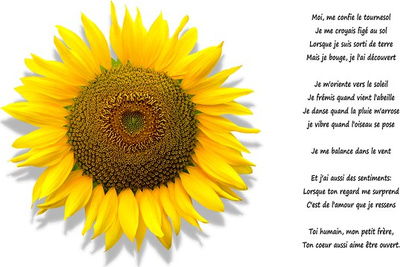 Moi, me confie le tournesol
Je me croyais figé au sol
Lorsque je suis sorti de terre
Mais je bouge, je l'ai découvert
Je m'oriente vers le soleil
Je frémis quand vient l'abeille
Je danse quand la pluie m'arrose
je vibre quand l'oiseau se pose
Je me balance dans le vent
Et j'ai aussi des sentiments:
Lorsque ton regard me surprend
C'est de l'amour que je ressens
Toi humain, mon petit frère,
Ton coeur aussi aime être ouvert.